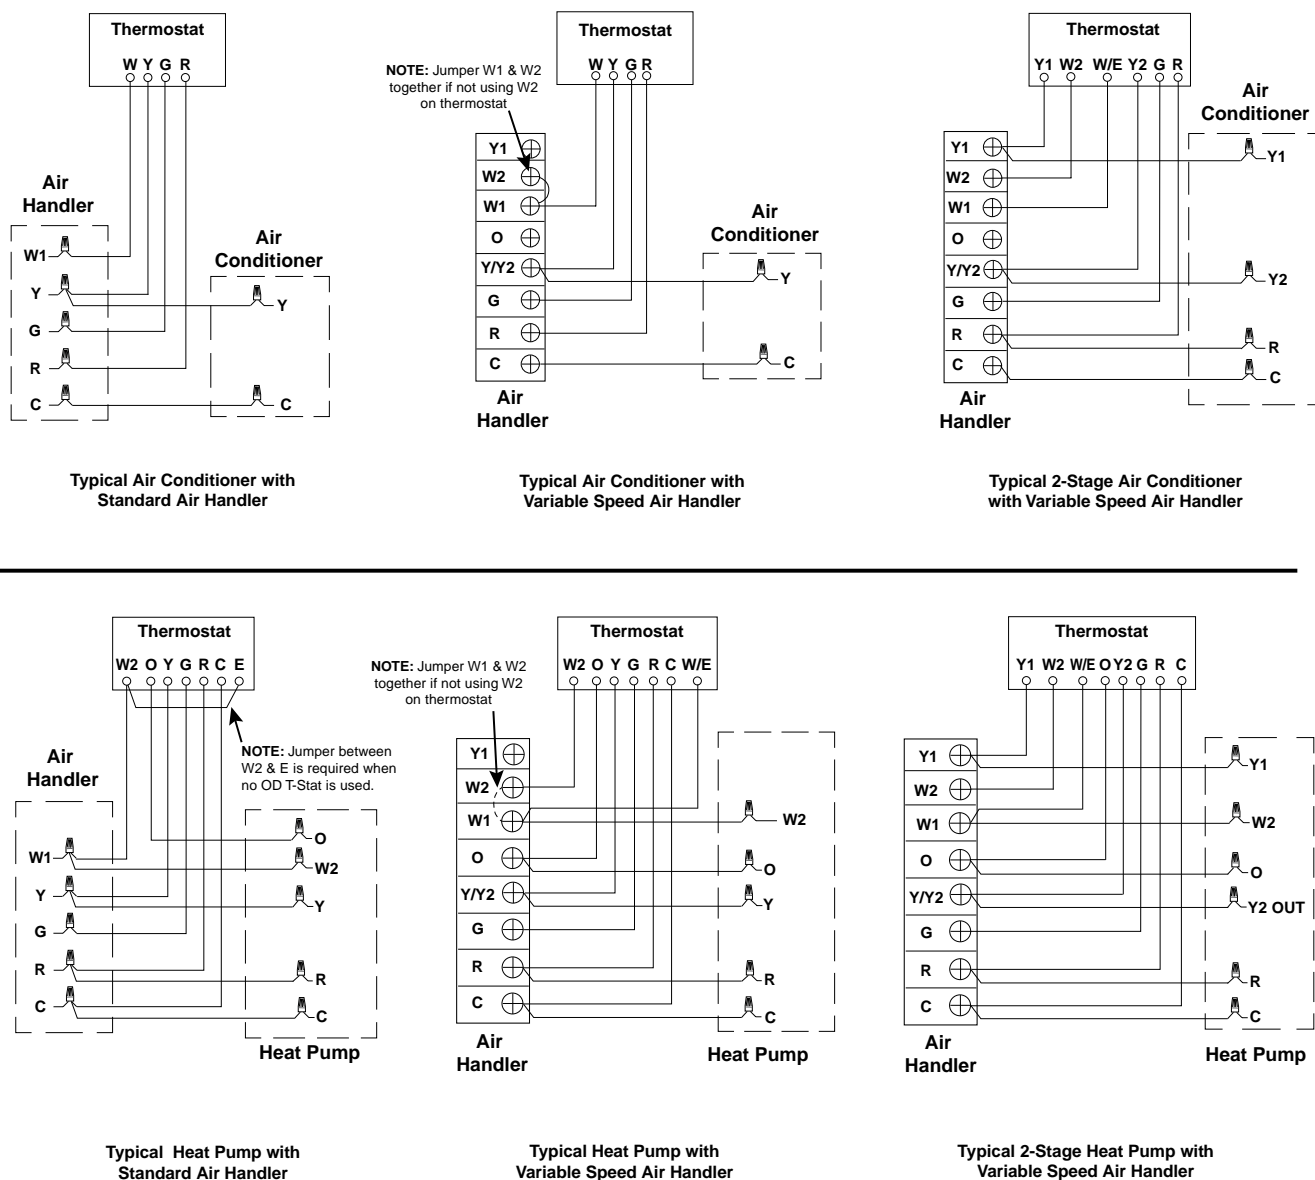 Thermostat
W Y G R
Air
Handler
W1
Y
G
R
C
Air
Conditioner
Y
C
Typical Air Conditioner with
Standard Air Handler
Thermostat
W Y G R
NOTE: Jumper W1 & W2
together if not using W2
on thermostat
Y1
W2
W1
O
Y/Y2
G
R
C
Air
Handler
Air
Conditioner
Y
C
Typical Air Conditioner with
Variable Speed Air Handler
Thermostat
Y1 W2 W/E Y2 G R
Air
Conditioner
Y1
W2
W1
O
Y/Y2
G
R
C
Air
Handler
Y1
Y2
R
C
Typical 2-Stage Air Conditioner
with Variable Speed Air Handler
Thermostat
W2 O Y G R C E
NOTE: Jumper between
W2 & E is required when
no OD T-Stat is used.
Air
Handler
W1
Y
G
R
C
O
W2
Y
R
C
Heat Pump
Typical Heat Pump with
Standard Air Handler
Thermostat
W2 O Y G R C W/E
NOTE: Jumper W1 & W2
together if not using W2
on thermostat
Y1
W2
W1
O
Y/Y2
G
R
C
Air
Handler
W2
O
Y
R
C
Heat Pump
Typical Heat Pump with
Variable Speed Air Handler
Thermostat
Y1 W2 W/E O Y2 G R C
Y1
W2
W1
O
Y/Y2
G
R
C
Air
Handler
Y1
W2
O
Y2 OUT
R
C
Heat Pump
Typical 2-Stage Heat Pump with
Variable Speed Air Handler